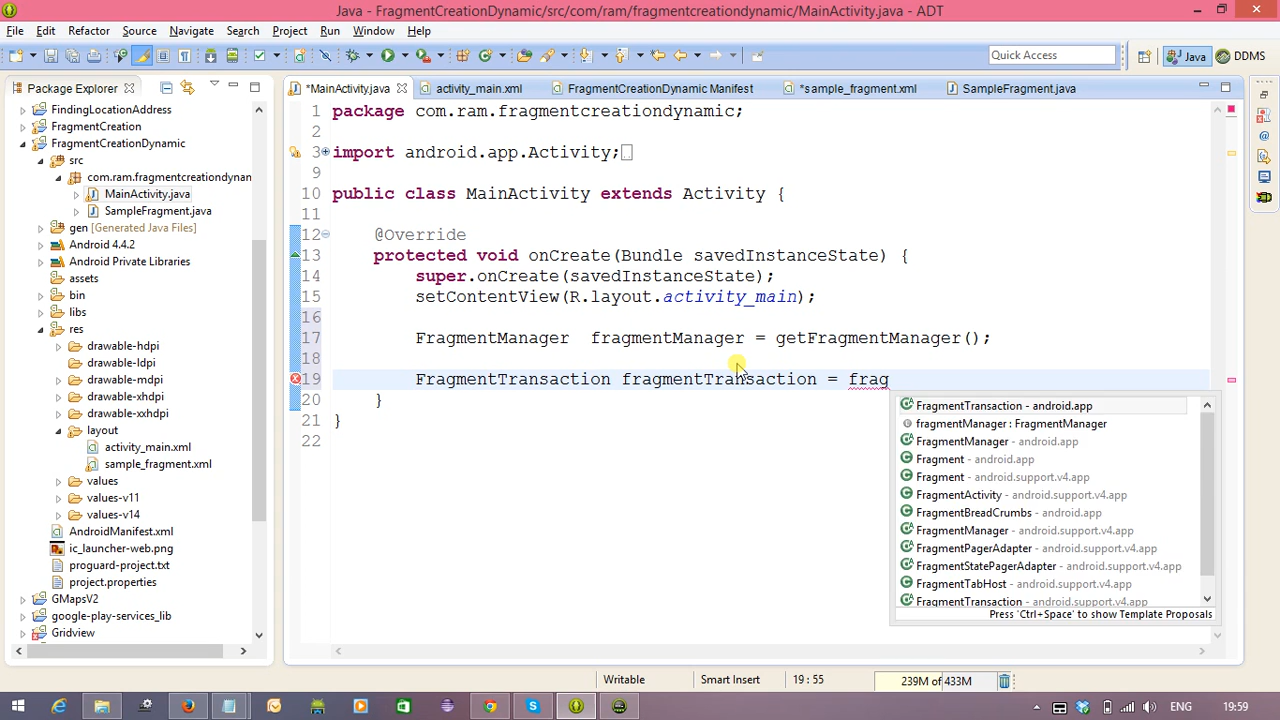 Java - FragmentCreationDynamic/src/com/ram/fragmentcreationdynamic/MainActivity.java - ADT
File Edit Refactor Source Navigate Search Project Run Window Help
Quick Access
Java
DDMS
Package Explorer
*MainActivity.java
activity_main.xml
FragmentCreationDynamic Manifest
*sample_fragment.xml
SampleFragment.java
FindingLocationAddress
FragmentCreation
FragmentCreationDynamic
src
com.ram.fragmentcreationdynan
MainActivity.java
SampleFragment.java
gen [Generated Java Files]
Android 4.4.2
Android Private Libraries
assets
bin
libs
res
drawable-hdpi
drawable-ldpi
drawable-mdpi
drawable-xhdpi
drawable-xxhdpi
layout
activity_main.xml
sample_fragment.xml
values
values-v11
values-v14
AndroidManifest.xml
ic_launcher-web.png
proguard-project.txt
project.properties
GMapsV2
google-play-services_lib
Gridview
1 package com.ram.fragmentcreationdynamic;
2
3 import android.app.Activity;
9
10 public class MainActivity extends Activity {
11
12 @Override
13 protected void onCreate(Bundle savedInstanceState) {
14 super.onCreate(savedInstanceState);
15 setContentView(R.layout.activity_main);
16
17 FragmentManager fragmentManager = getFragmentManager();
18
19 FragmentTransaction fragmentTransaction = frag
20 }
21 }
22
FragmentTransaction - android.app
fragmentManager : FragmentManager
FragmentManager - android.app
Fragment - android.app
Fragment - android.support.v4.app
FragmentActivity - android.support.v4.app
FragmentBreadCrumbs - android.app
FragmentManager - android.support.v4.app
FragmentPagerAdapter - android.support.v4.app
FragmentStatePagerAdapter - android.support.v4.app
FragmentTabHost - android.support.v4.app
FragmentTransaction - android.support.v4.app
Press 'Ctrl+Space' to show Template Proposals
Writable
Smart Insert
19 : 55
239M of 433M
ENG
19:59